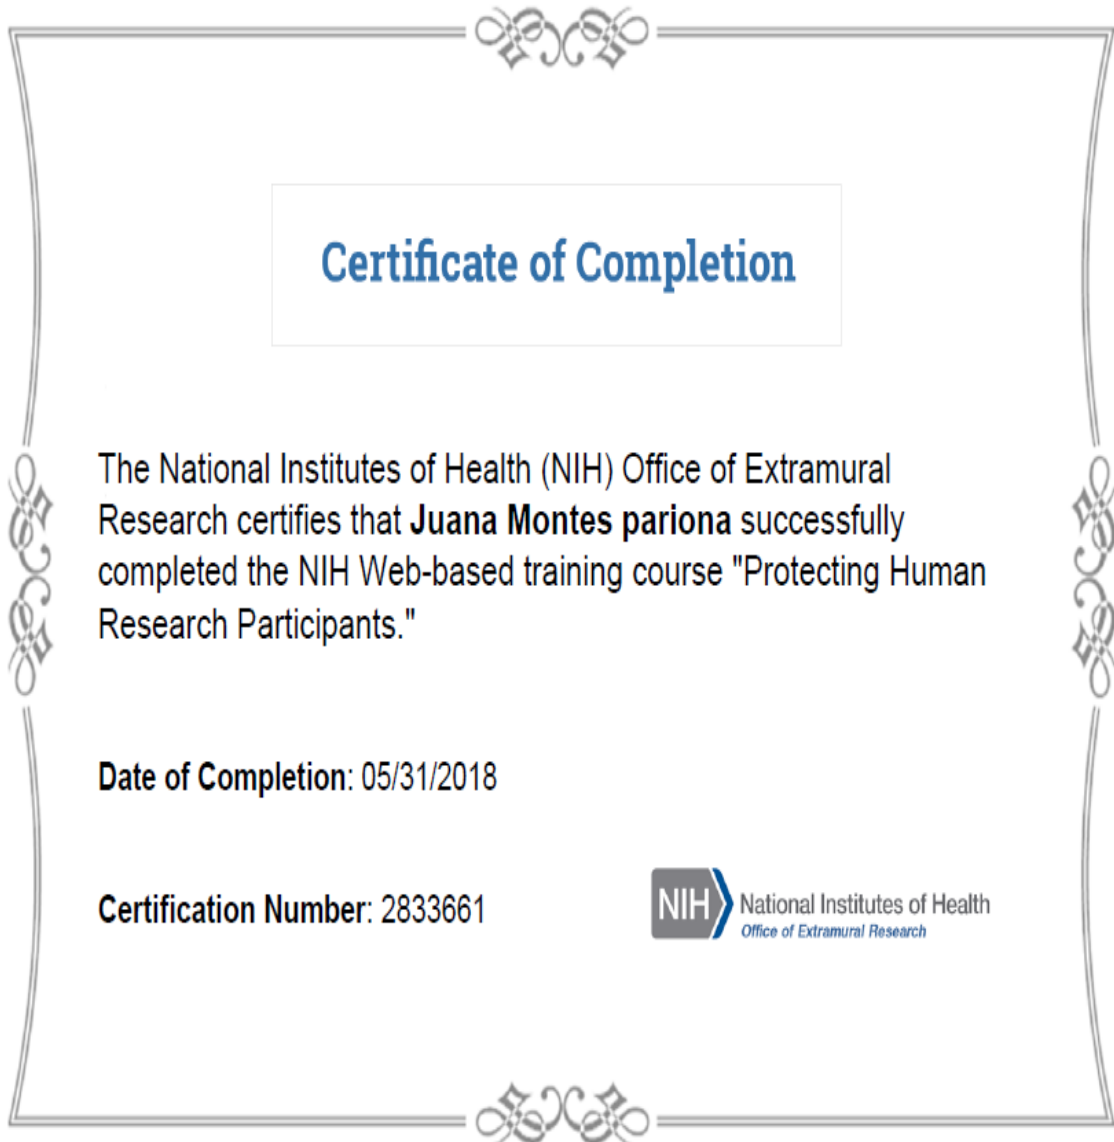 Certificate of Completion
The National Institutes of Health (NIH) Office of Extramural
Research certifies that Juana Montes pariona successfully
completed the NIH Web-based training course "Protecting Human
Research Participants."
Date of Completion: 05/31/2018
Certification Number: 2833661
NIH National Institutes of Health
Office of Extramural Research